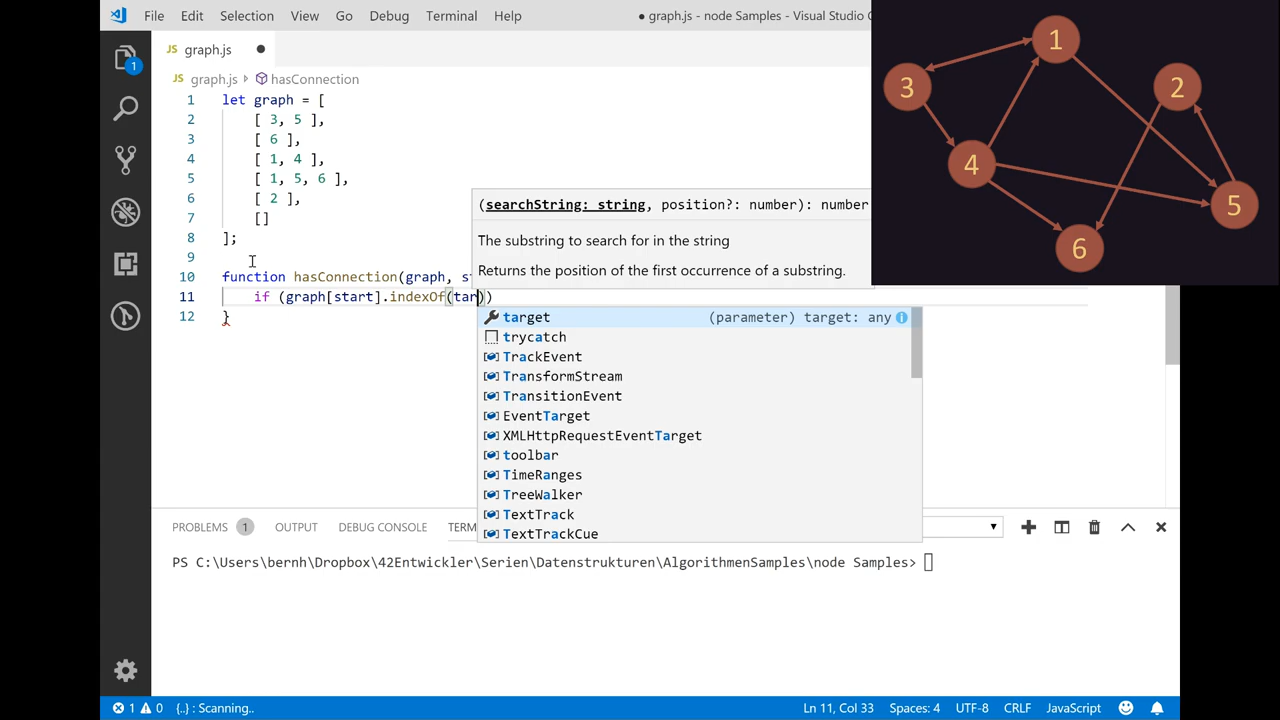 File Edit Selection View Go Debug Terminal Help
● graph.js - node Samples - Visual Studio C
JS graph.js ●
JS graph.js > hasConnection
1 let graph = [
2 [ 3, 5 ],
3 [ 6 ],
4 [ 1, 4 ],
5 [ 1, 5, 6 ],
6 [ 2 ],
7 []
8 ];
9
10 function hasConnection(graph, st
11 if (graph[start].indexOf(tar))
12 }
(searchString: string, position?: number): number
The substring to search for in the string
Returns the position of the first occurrence of a substring.
target (parameter) target: any
trycatch
TrackEvent
TransformStream
TransitionEvent
EventTarget
XMLHttpRequestEventTarget
toolbar
TimeRanges
TreeWalker
TextTrack
TextTrackCue
1
3
2
4
5
6
1
PROBLEMS 1 OUTPUT DEBUG CONSOLE TERM
PS C:\Users\bernh\Dropbox\42Entwickler\Serien\Datenstrukturen\AlgorithmenSamples\node Samples>
1 0 {..} : Scanning.. Ln 11, Col 33 Spaces: 4 UTF-8 CRLF JavaScript